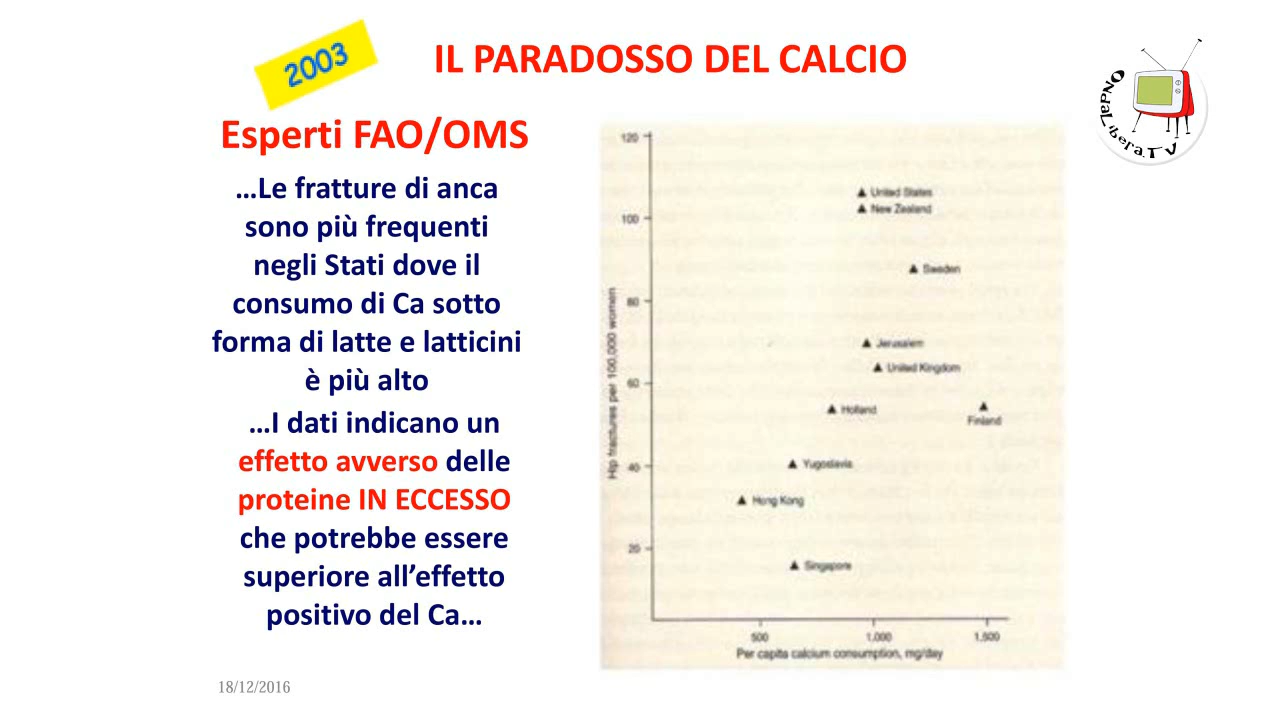 2003
IL PARADOSSO DEL CALCIO
OndaLibera.TV
Esperti FAO/OMS
...Le fratture di anca
sono più frequenti
negli Stati dove il
consumo di Ca sotto
forma di latte e latticini
è più alto
...I dati indicano un
effetto avverso delle
proteine IN ECCESSO
che potrebbe essere
superiore all'effetto
positivo del Ca...
18/12/2016
Hip fractures per 100,000 women
120
100
80
60
40
20
United States
New Zealand
Sweden
Jerusalem
United Kingdom
Holland
Finland
Yugoslavia
Hong Kong
Singapore
500
1,000
1,500
Per capita calcium consumption, mg/day